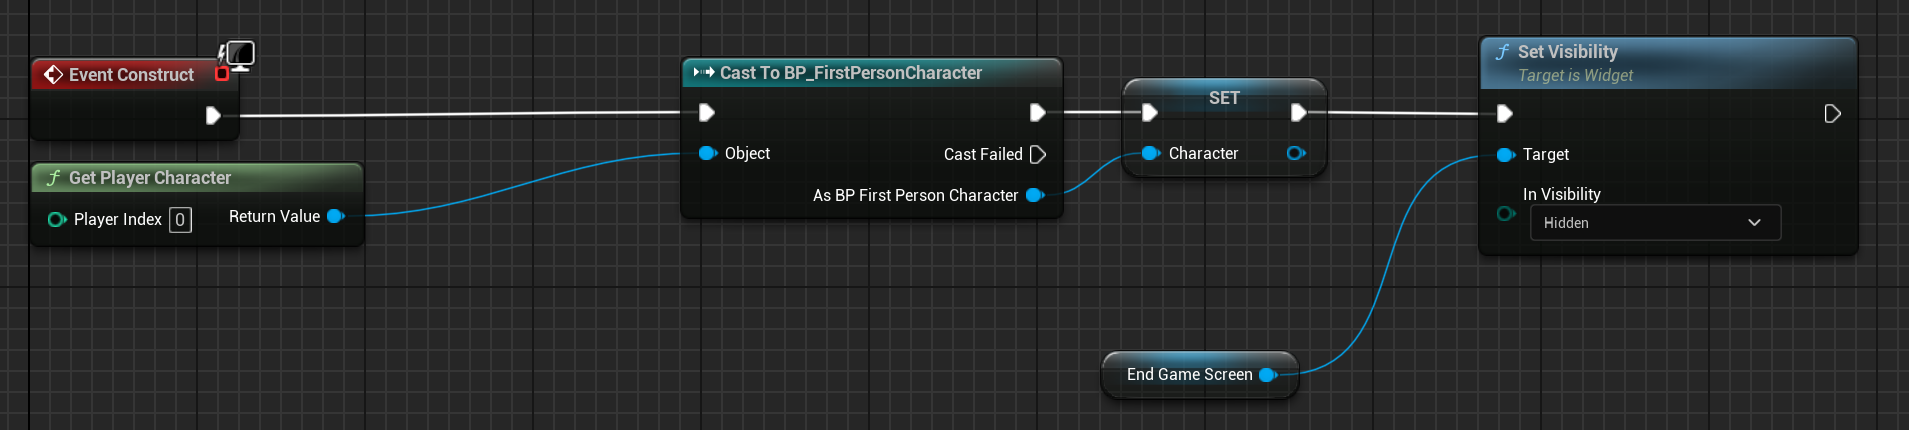 Event Construct
Get Player Character
Player Index 0
Return Value
Cast To BP_FirstPersonCharacter
Object
Cast Failed
As BP First Person Character
SET
Character
End Game Screen
Set Visibility
Target is Widget
Target
In Visibility
Hidden